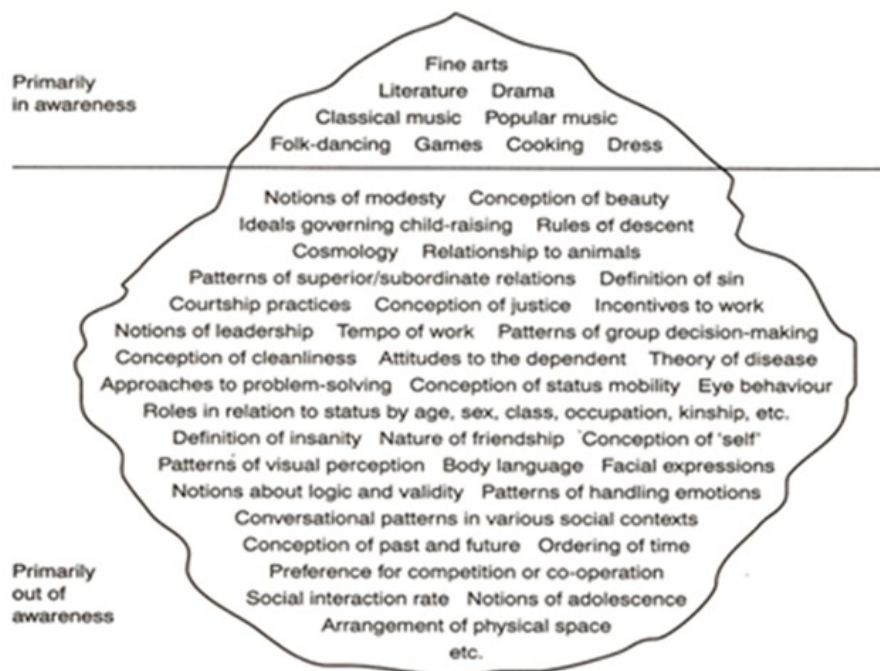 Primarily
in awareness
Fine arts
Literature Drama
Classical music Popular music
Folk-dancing Games Cooking Dress
Notions of modesty Conception of beauty
Ideals governing child-raising Rules of descent
Cosmology Relationship to animals
Patterns of superior/subordinate relations Definition of sin
Courtship practices Conception of justice Incentives to work
Notions of leadership Tempo of work Patterns of group decision-making
Conception of cleanliness Attitudes to the dependent Theory of disease
Approaches to problem-solving Conception of status mobility Eye behaviour
Roles in relation to status by age, sex, class, occupation, kinship, etc.
Definition of insanity Nature of friendship Conception of 'self'
Patterns of visual perception Body language Facial expressions
Notions about logic and validity Patterns of handling emotions
Conversational patterns in various social contexts
Conception of past and future Ordering of time
Preference for competition or co-operation
Social interaction rate Notions of adolescence
Arrangement of physical space
etc.
Primarily
out of
awareness